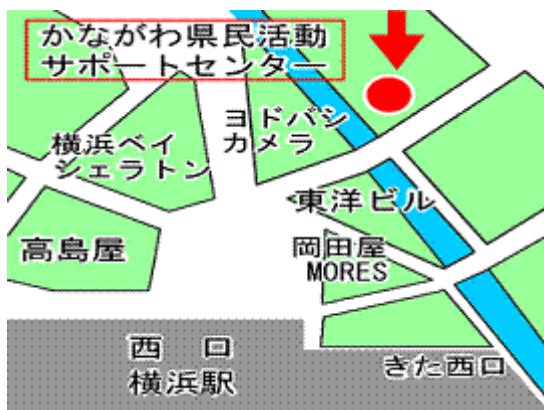 かながわ県民活動
サポートセンター
横浜ベイ
シェラトン
ヨドバシ
カメラ
東洋ビル
高島屋
岡田屋
MORES
西 口
横浜駅
きた西口